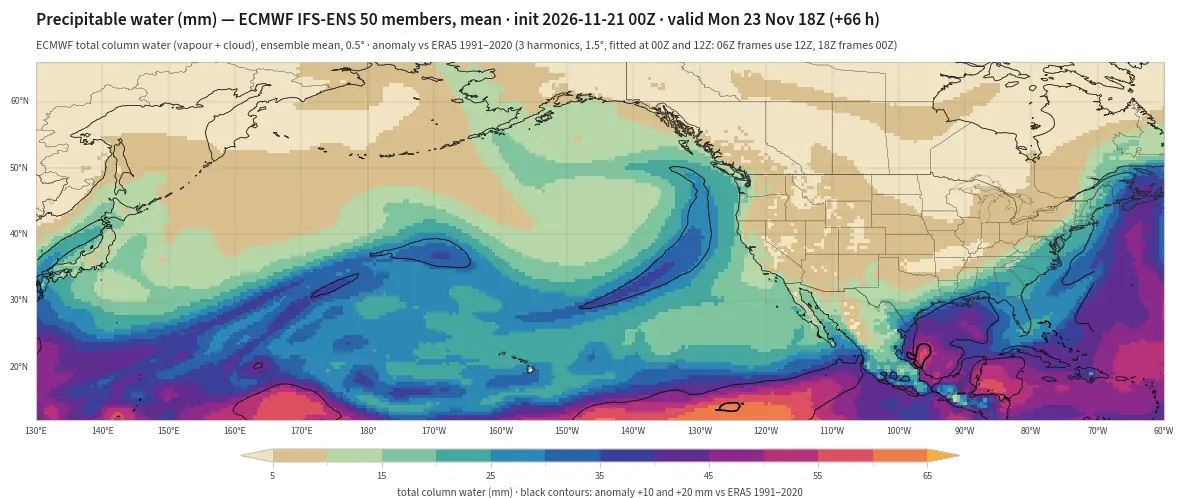 Precipitable water (mm) — ECMWF IFS-ENS 50 members, mean · init 2026-11-21 00Z · valid Mon 23 Nov 18Z (+66 h)
ECMWF total column water (vapour + cloud), ensemble mean, 0.5° · anomaly vs ERA5 1991–2020 (3 harmonics, 1.5°, fitted at 00Z and 12Z: 06Z frames use 12Z, 18Z frames 00Z)
60°N
50°N
40°N
30°N
20°N
130°E 140°E 150°E 160°E 170°E 180° 170°W 160°W 150°W 140°W 130°W 120°W 110°W 100°W 90°W 80°W 70°W 60°W
5 15 25 35 45 55 65
total column water (mm) · black contours: anomaly +10 and +20 mm vs ERA5 1991–2020